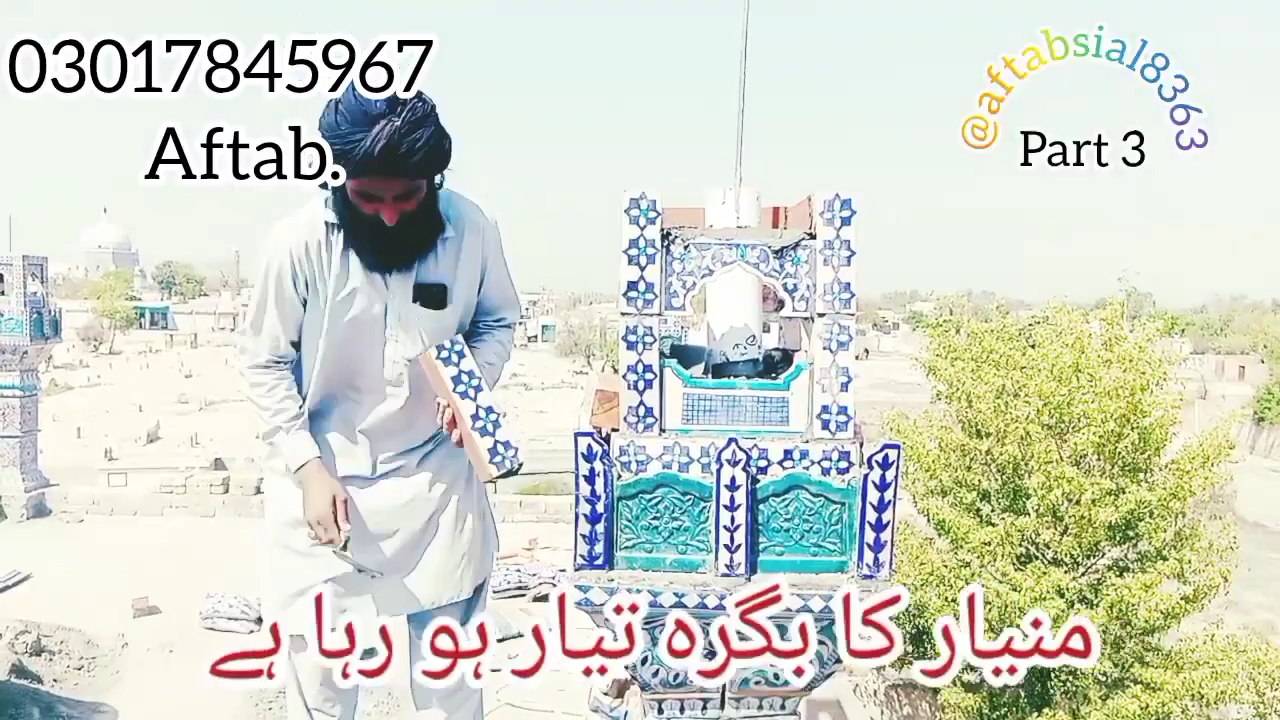 03017845967
Aftab.
@aftabsial8363
Part 3
منیار کا بگرہ تیار ہو رہا ہے